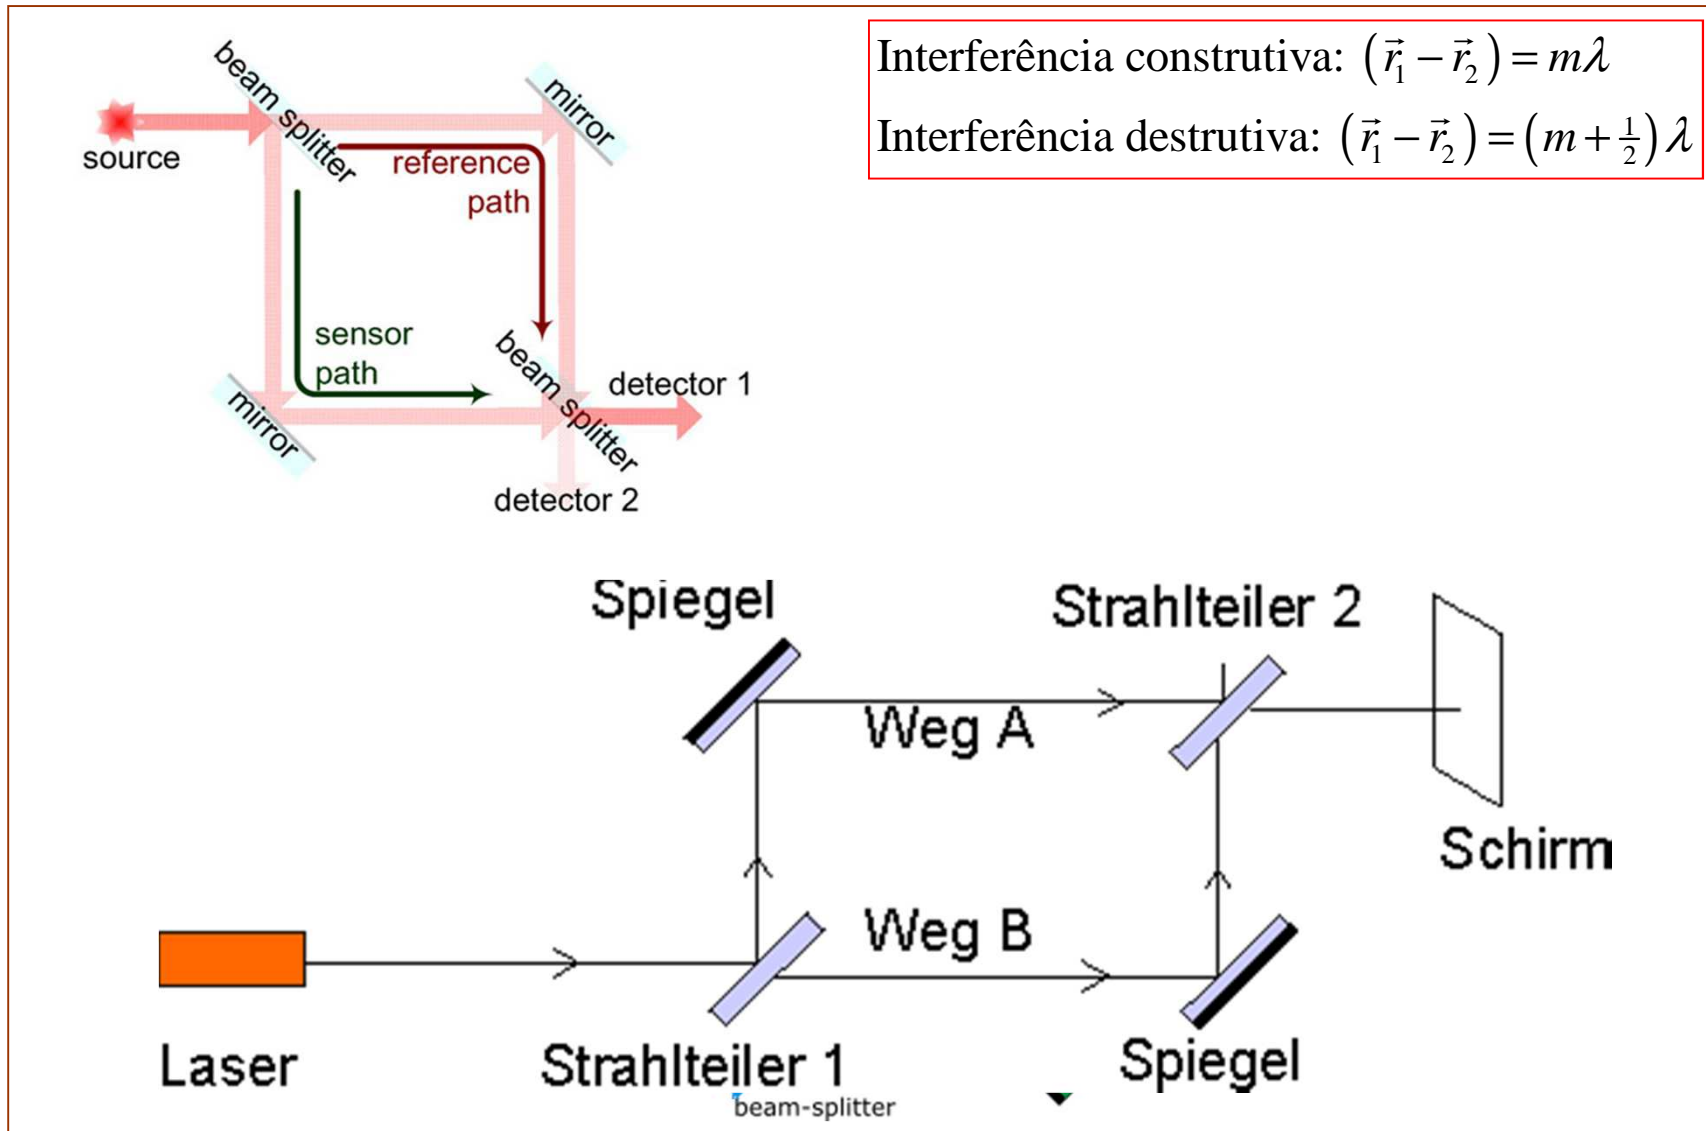 Interferência construtiva: (r⃗₁ − r⃗₂) = mλ
Interferência destrutiva: (r⃗₁ − r⃗₂) = (m + ½) λ
beam splitter
mirror
source
reference
path
sensor
path
beam splitter
mirror
detector 1
detector 2
Spiegel
Strahlteiler 2
Weg A
Schirm
Weg B
Laser
Strahlteiler 1
Spiegel
beam-splitter